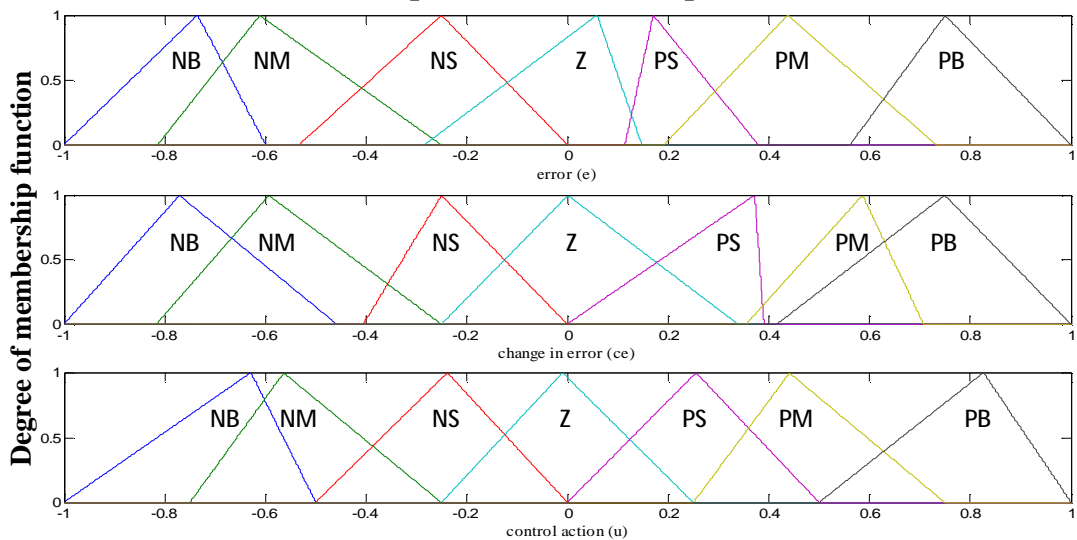 Degree of membership function
1
NB NM NS Z PS PM PB
0.5
0
-1 -0.8 -0.6 -0.4 -0.2 0 0.2 0.4 0.6 0.8 1
error (e)
1
NB NM NS Z PS PM PB
0.5
0
-1 -0.8 -0.6 -0.4 -0.2 0 0.2 0.4 0.6 0.8 1
change in error (ce)
1
NB NM NS Z PS PM PB
0.5
0
-1 -0.8 -0.6 -0.4 -0.2 0 0.2 0.4 0.6 0.8 1
control action (u)